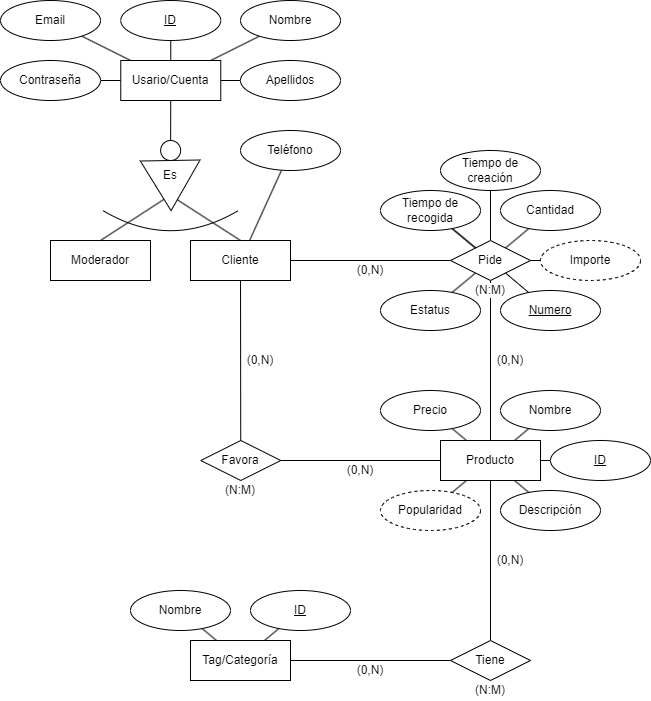 Email
ID
Nombre
Contraseña
Usario/Cuenta
Apellidos
Es
Teléfono
Tiempo de
creación
Tiempo de
recogida
Cantidad
Moderador
Cliente
(0,N)
Pide
Importe
(N:M)
Estatus
Numero
(0,N)
(0,N)
Precio
Nombre
Favora
(0,N)
Producto
ID
(N:M)
Popularidad
Descripción
(0,N)
Nombre
ID
Tag/Categoría
(0,N)
Tiene
(N:M)